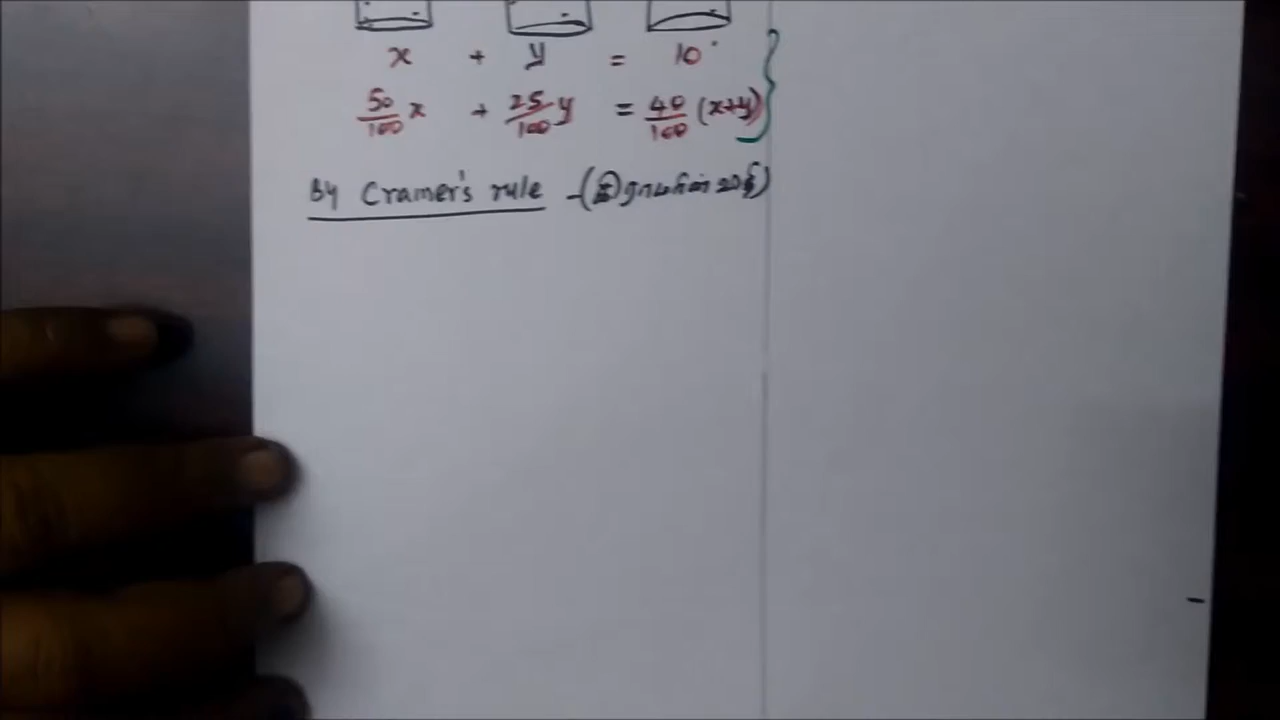 x + y = 10
50/100 x + 25/100 y = 40/100 (x+y)
By Cramer's rule